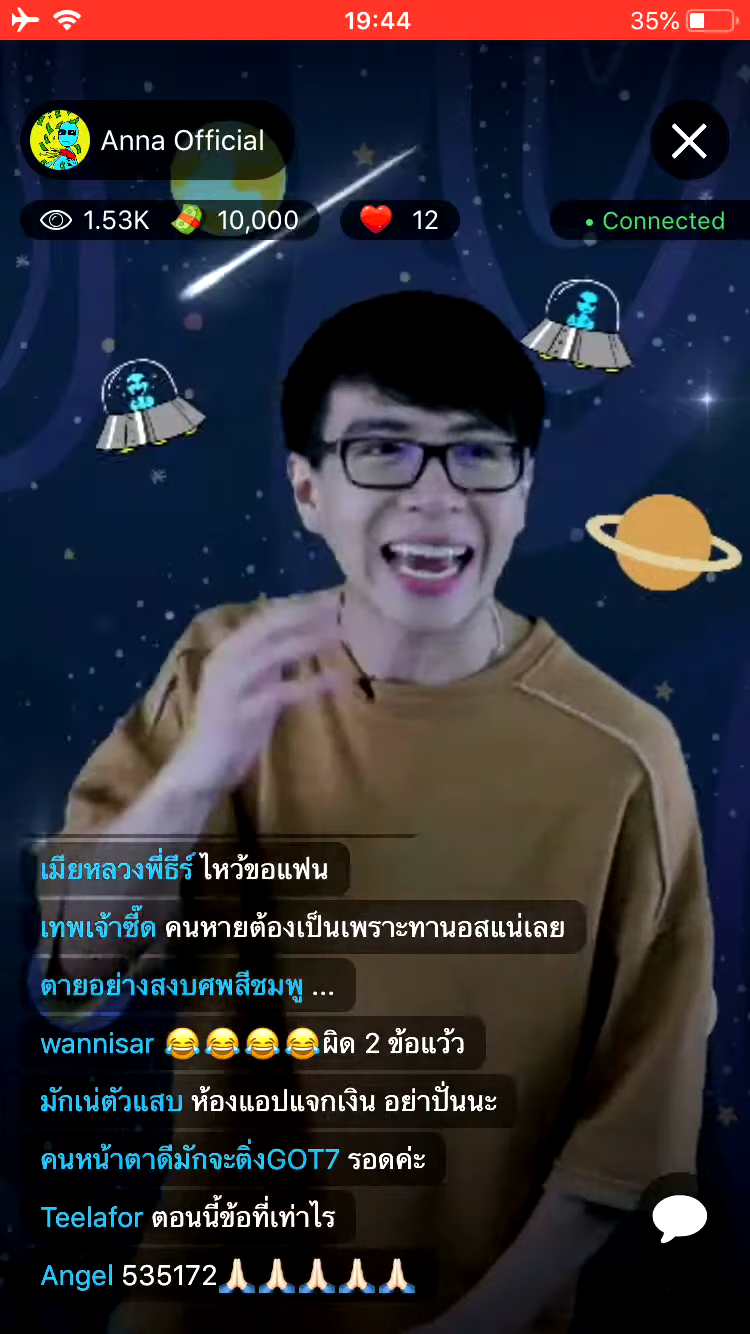 19:44
35%
Anna Official
1.53K 10,000 12
• Connected
เมียหลวงพี่ธีร์ ไหว้ขอแฟน
เทพเจ้าซี๊ด คนหายต้องเป็นเพราะทานอสแน่เลย
ตายอย่างสงบศพสีชมพู ...
wannisar 😂😂😂😂ผิด 2 ข้อแว้ว
มักเน่ตัวแสบ ห้องแอปแจกเงิน อย่าปั่นนะ
คนหน้าตาดีมักจะติ่งGOT7 รอดค่ะ
Teelafor ตอนนี้ข้อที่เท่าไร
Angel 535172🙏🏻🙏🏻🙏🏻🙏🏻🙏🏻